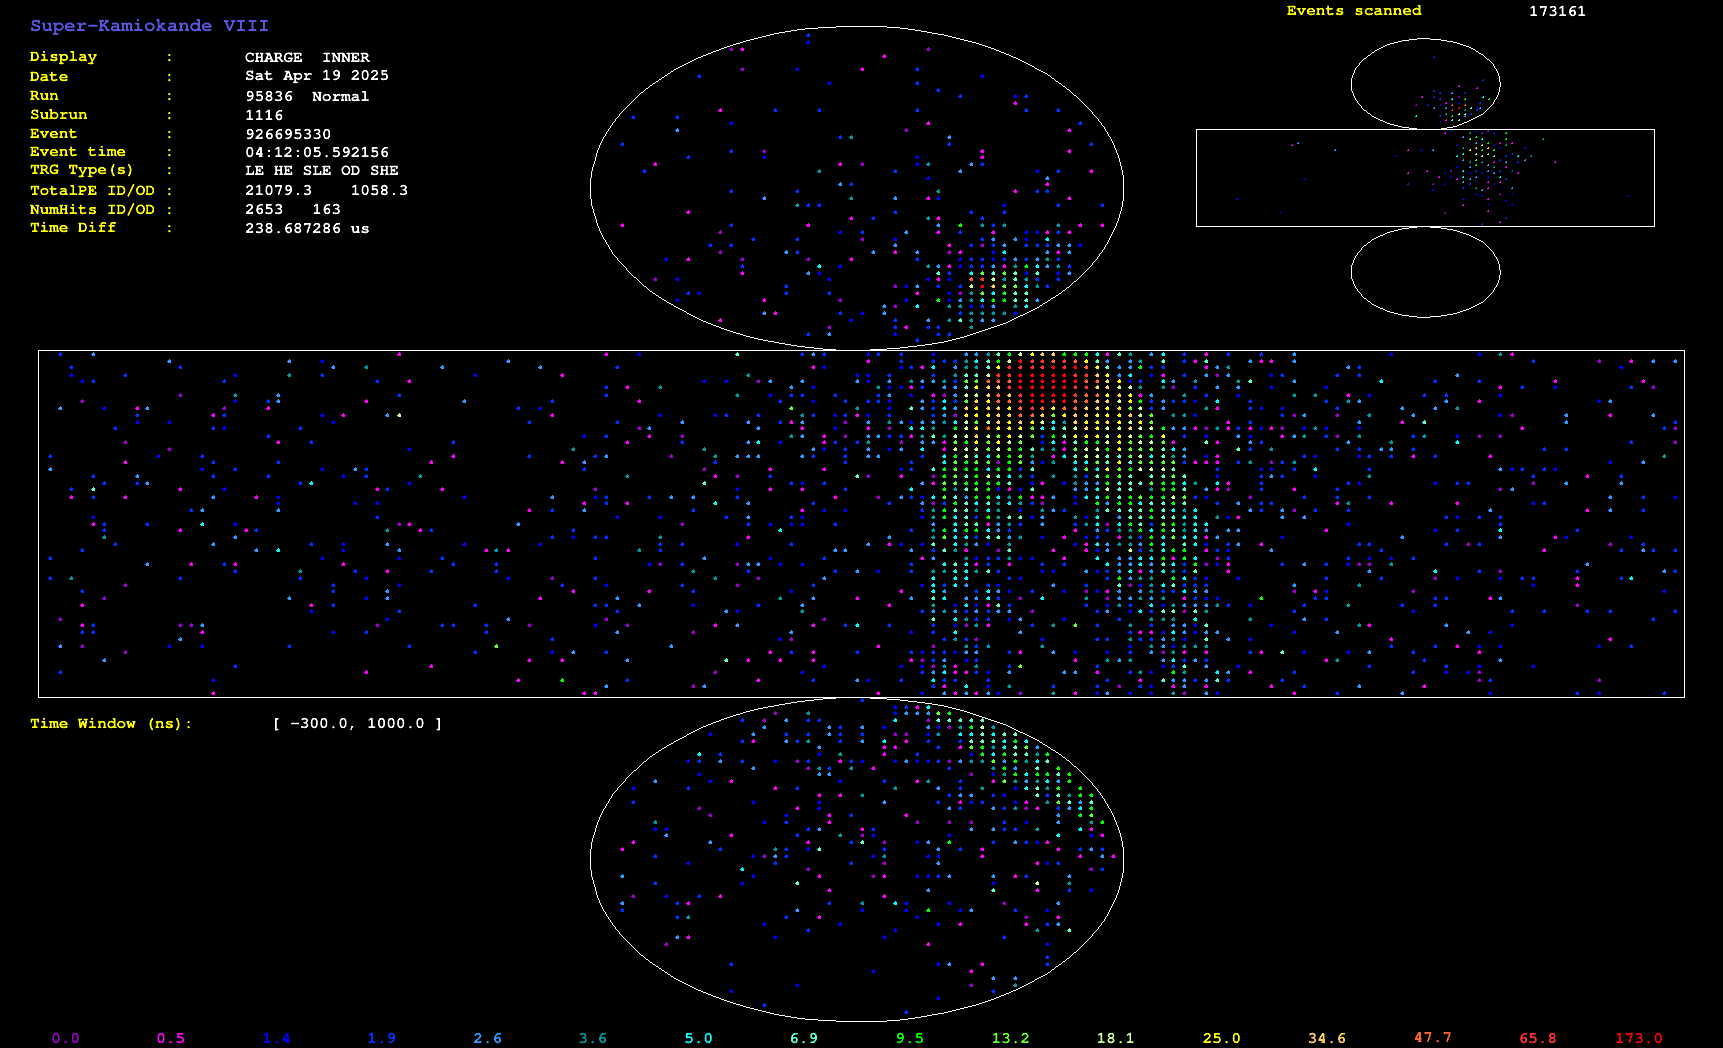 Super-Kamiokande VIII
Events scanned 173161
Display : CHARGE INNER
Date : Sat Apr 19 2025
Run : 95836 Normal
Subrun : 1116
Event : 926695330
Event time : 04:12:05.592156
TRG Type(s) : LE HE SLE OD SHE
TotalPE ID/OD : 21079.3 1058.3
NumHits ID/OD : 2653 163
Time Diff : 238.687286 us
Time Window (ns): [ -300.0, 1000.0 ]
0.0 0.5 1.4 1.9 2.6 3.6 5.0 6.9 9.5 13.2 18.1 25.0 34.6 47.7 65.8 173.0